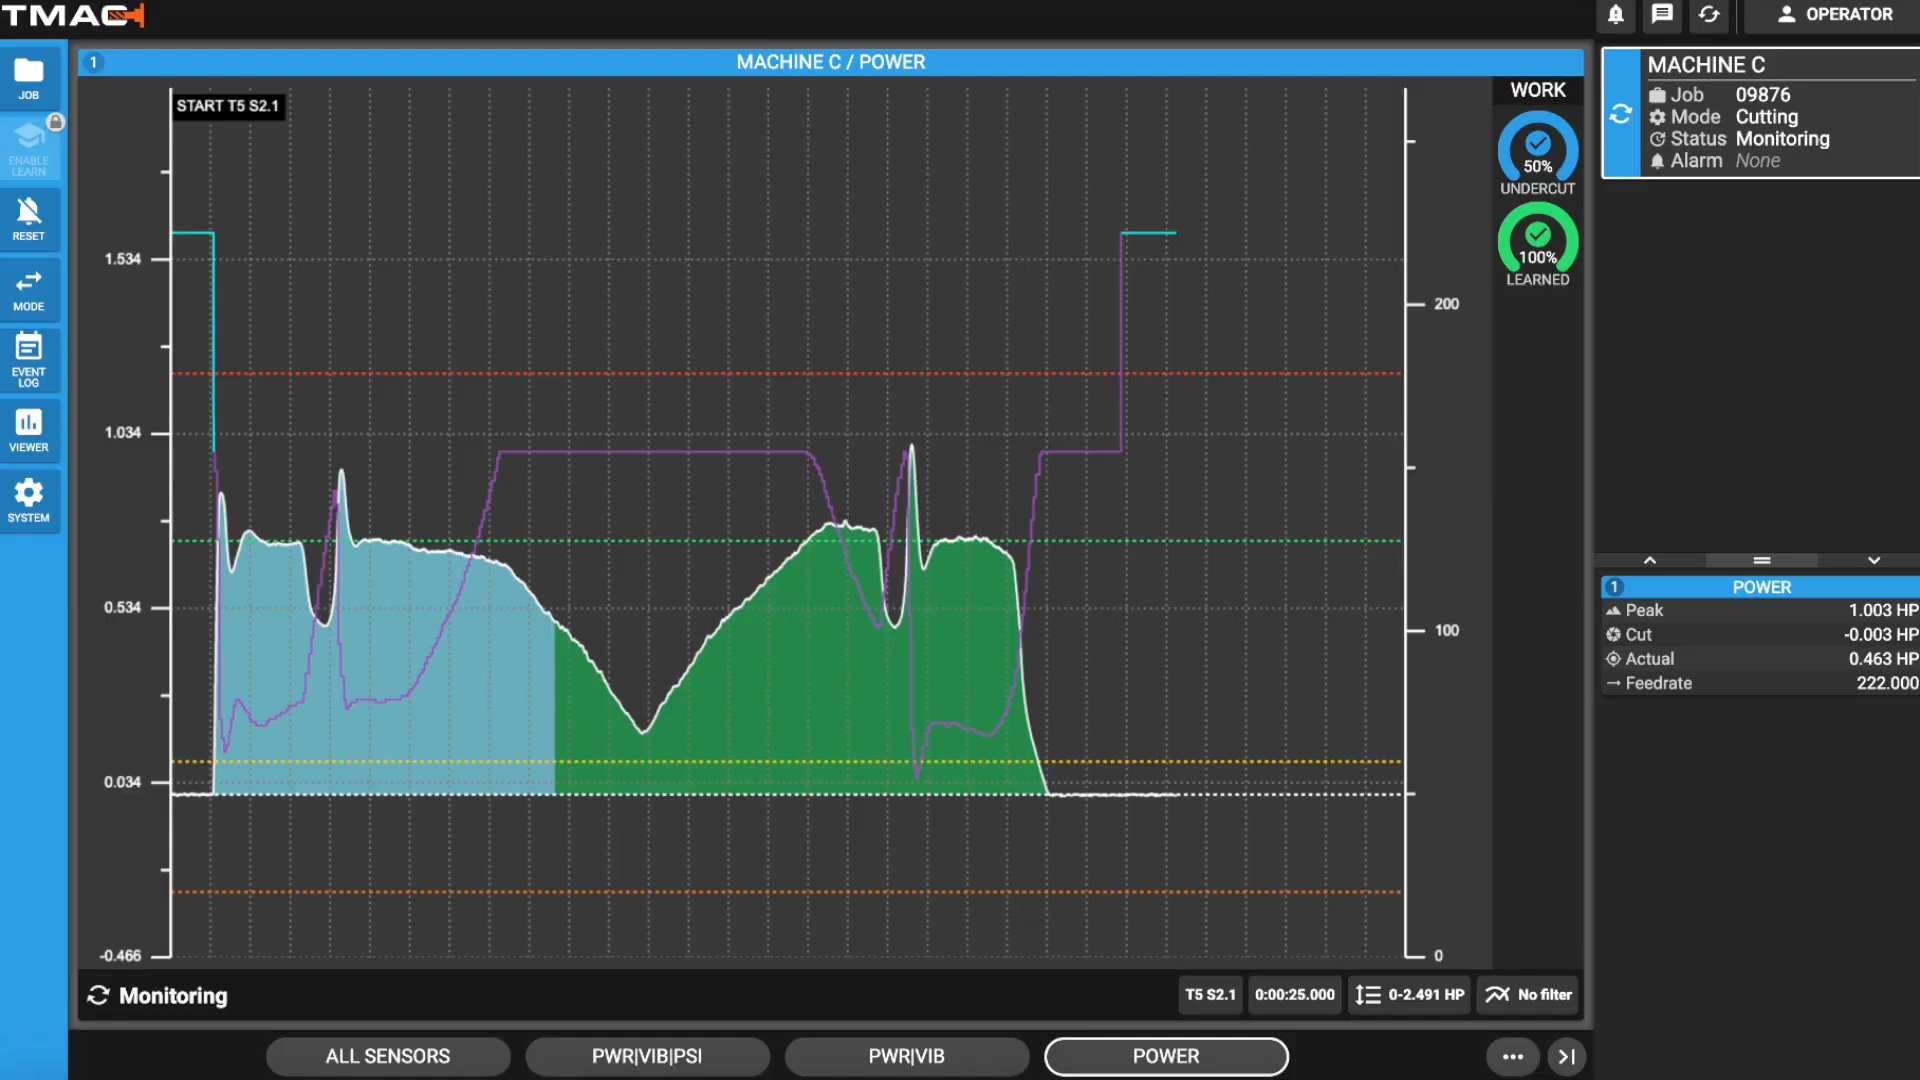 TMAC
OPERATOR
JOB
ENABLE
LEARN
RESET
MODE
EVENT
LOG
VIEWER
SYSTEM
1
MACHINE C / POWER
START T5 S2.1
1.534
1.034
0.534
0.034
-0.466
200
100
0
WORK
50%
UNDERCUT
100%
LEARNED
Monitoring
T5 S2.1
0:00:25.000
0-2.491 HP
No filter
ALL SENSORS
PWR|VIB|PSI
PWR|VIB
POWER
MACHINE C
Job 09876
Mode Cutting
Status Monitoring
Alarm None
1 POWER
Peak 1.003 HP
Cut -0.003 HP
Actual 0.463 HP
Feedrate 222.000